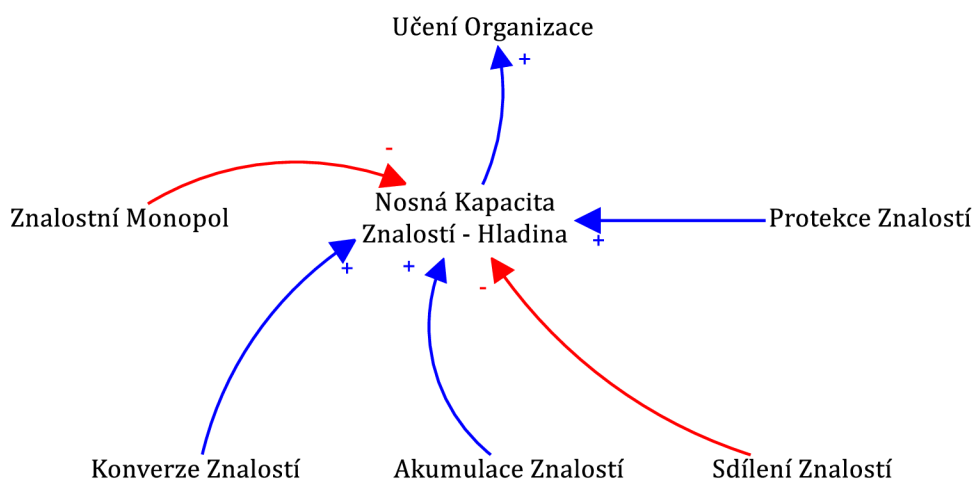 Učení Organizace
+
-
Znalostní Monopol
Nosná Kapacita
Znalostí - Hladina
Protekce Znalostí
+
+
+
-
Konverze Znalostí
Akumulace Znalostí
Sdílení Znalostí